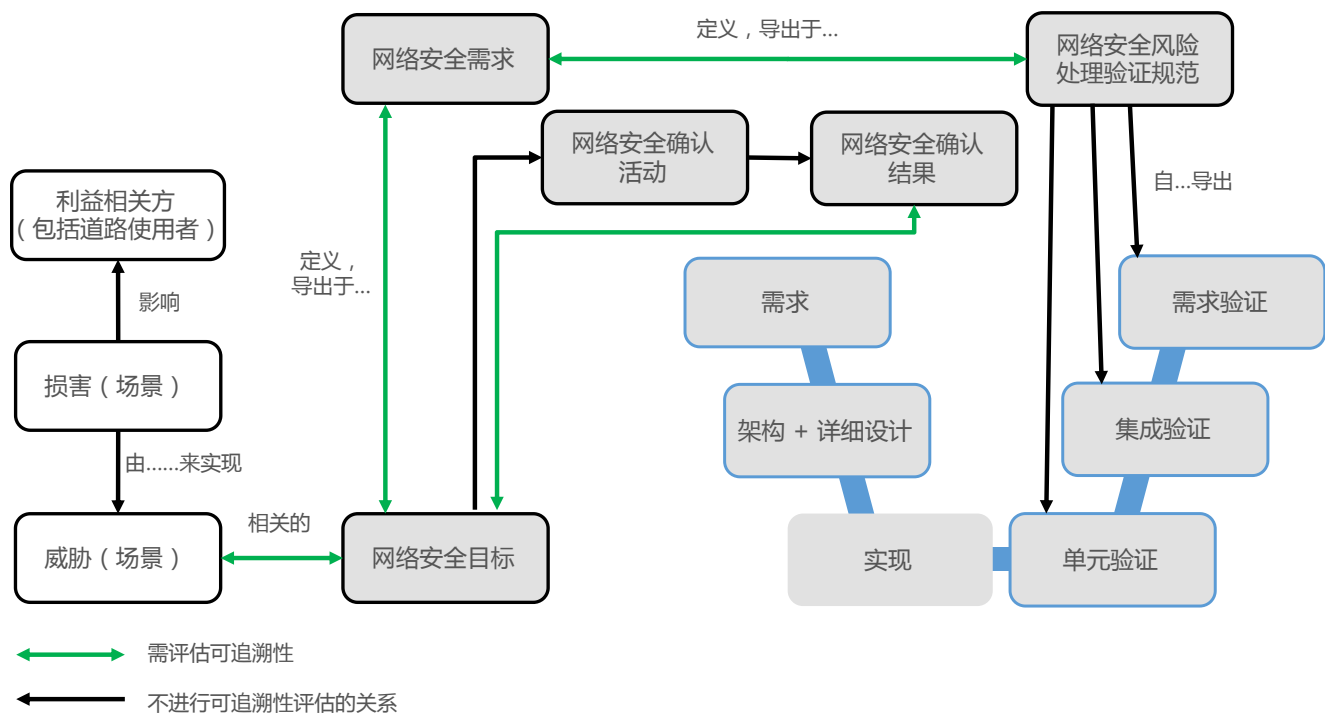 定义，导出于...
网络安全需求
网络安全风险
处理验证规范
网络安全确认
活动
网络安全确认
结果
自...导出
利益相关方
（包括道路使用者）
定义，
导出于...
影响
需求
需求验证
损害（场景）
架构 + 详细设计
集成验证
由......来实现
相关的
威胁（场景）
网络安全目标
实现
单元验证
需评估可追溯性
不进行可追溯性评估的关系